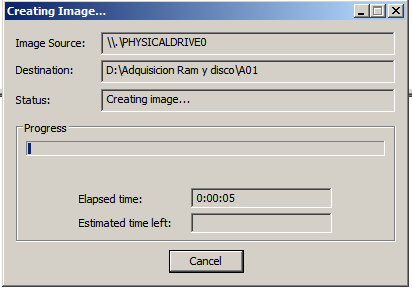 Creating Image...
Image Source: \\.\PHYSICALDRIVE0
Destination: D:\Adquisicion Ram y disco\A01
Status: Creating image...
Progress
Elapsed time: 0:00:05
Estimated time left:
Cancel